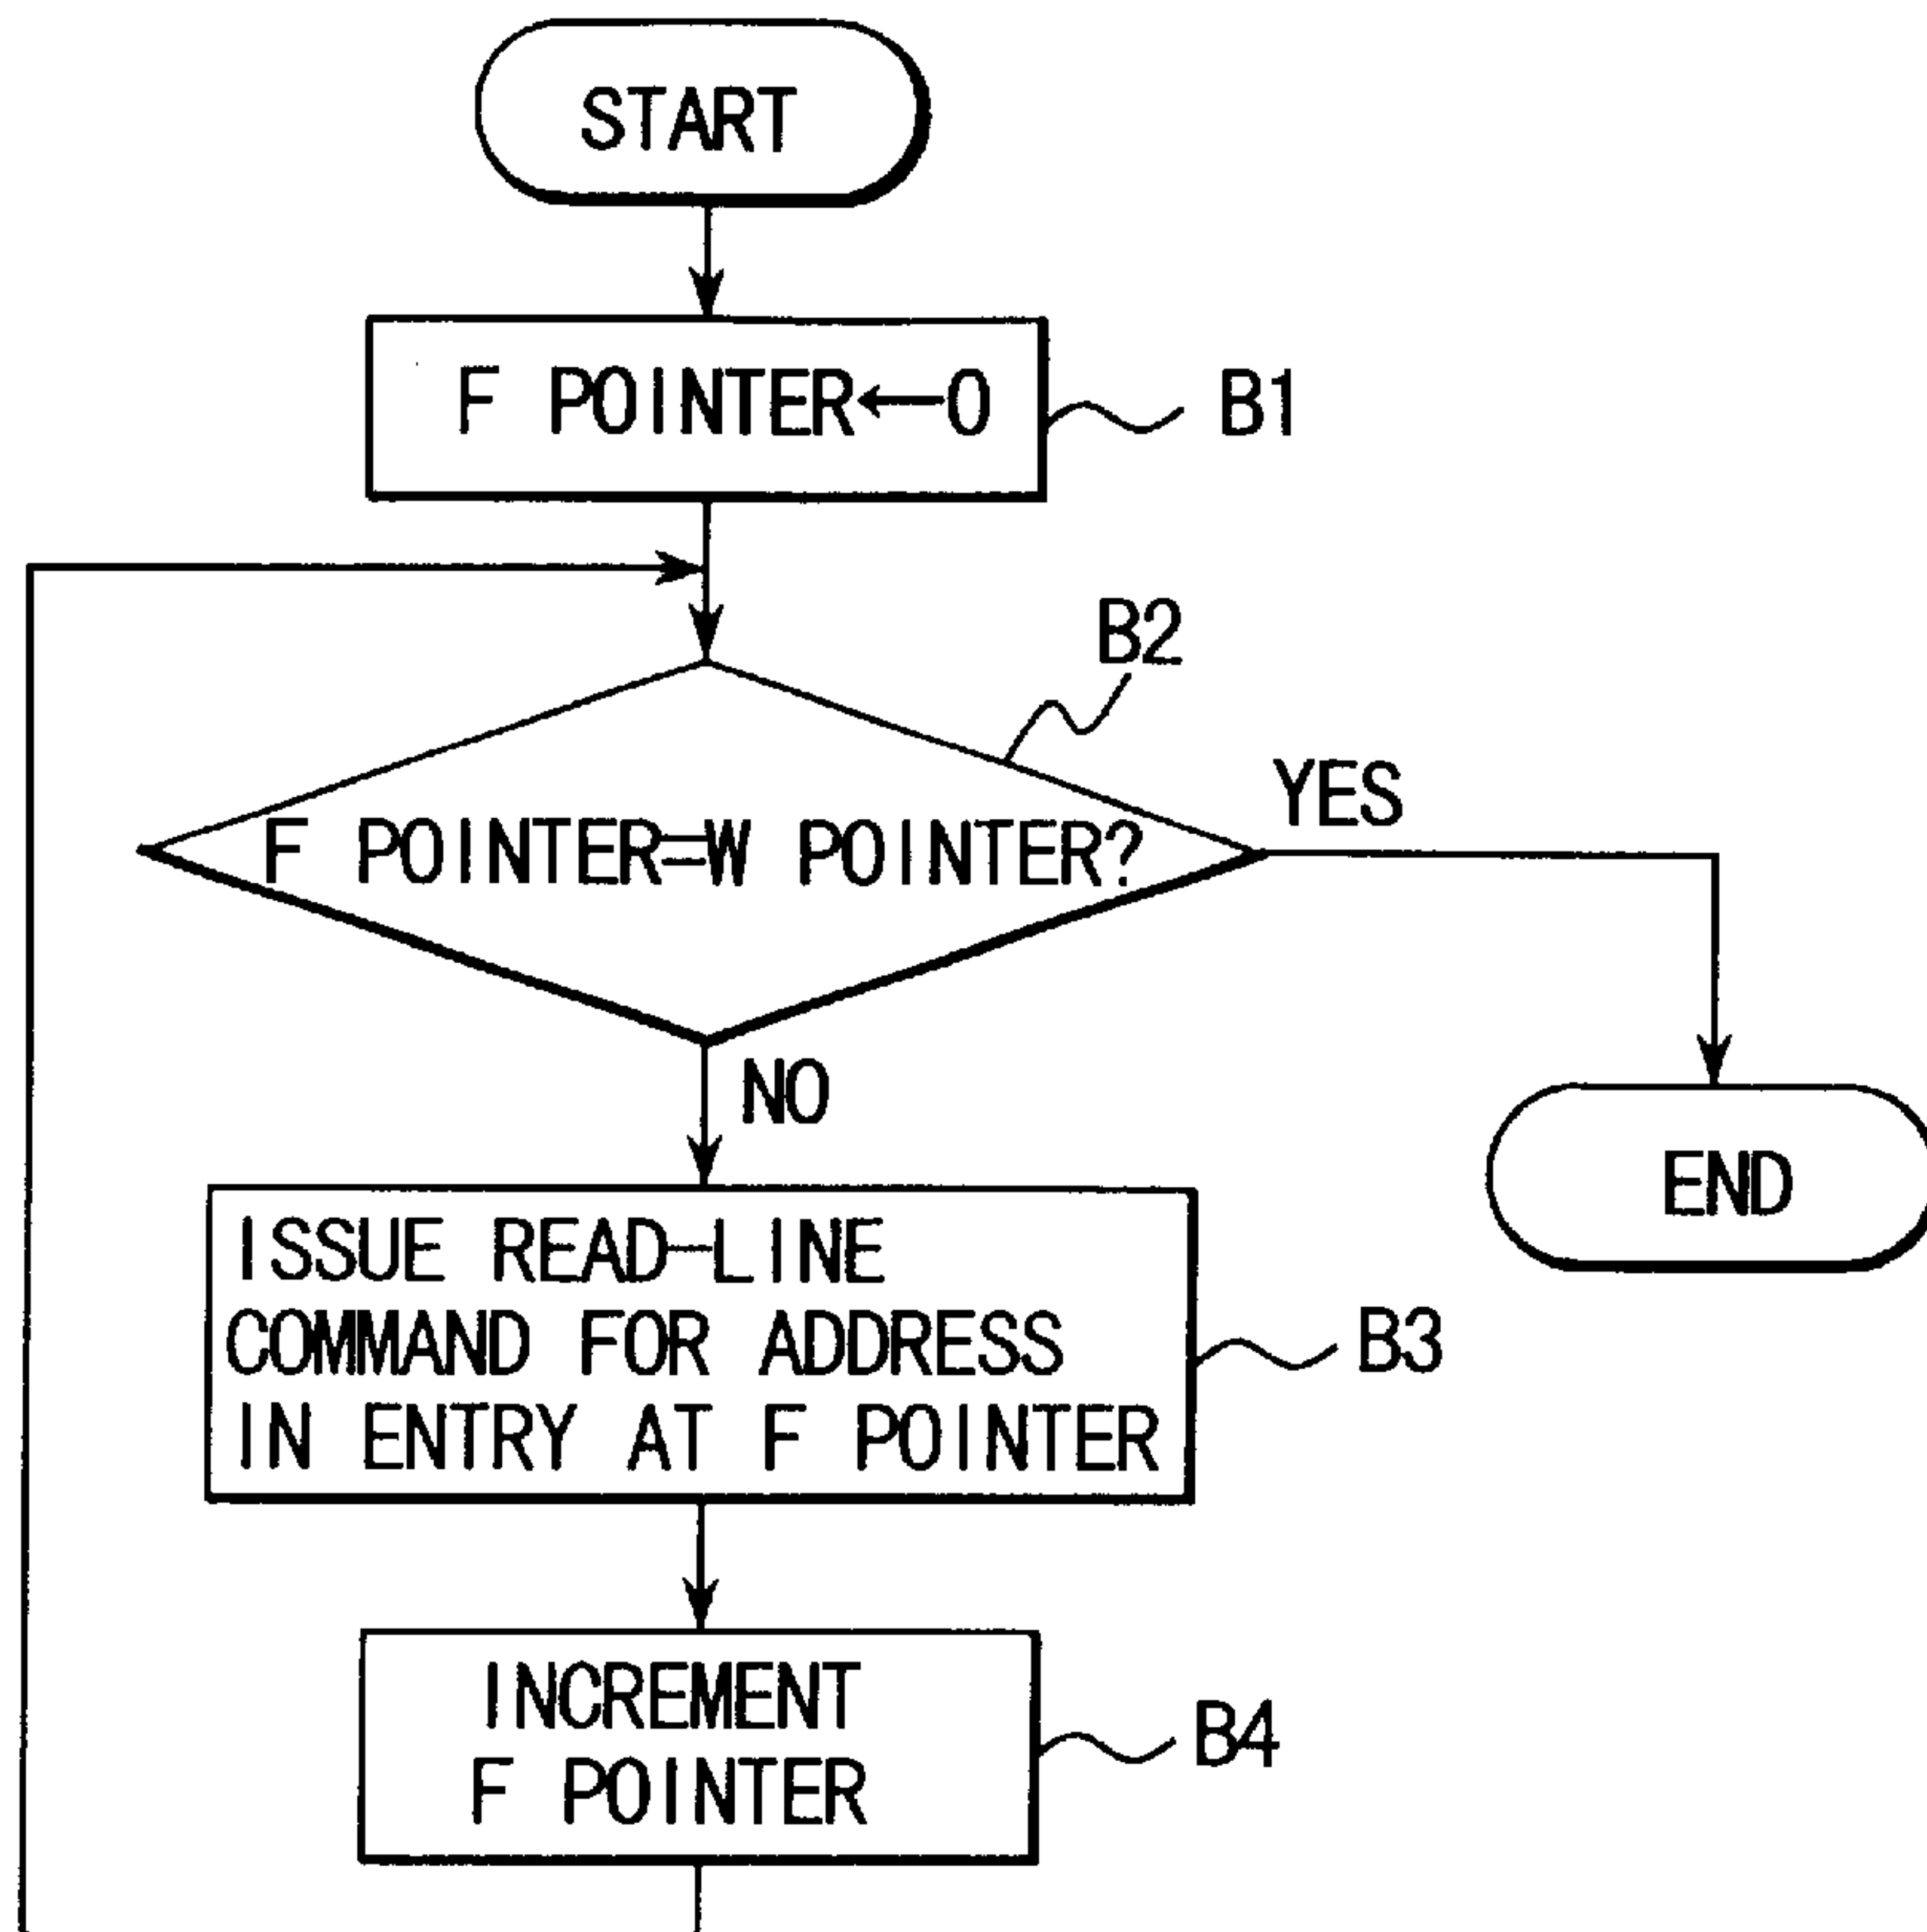 START
F POINTER←0
B1
B2
F POINTER=W POINTER?
YES
NO
END
ISSUE READ-LINE
COMMAND FOR ADDRESS
IN ENTRY AT F POINTER
B3
INCREMENT
F POINTER
B4